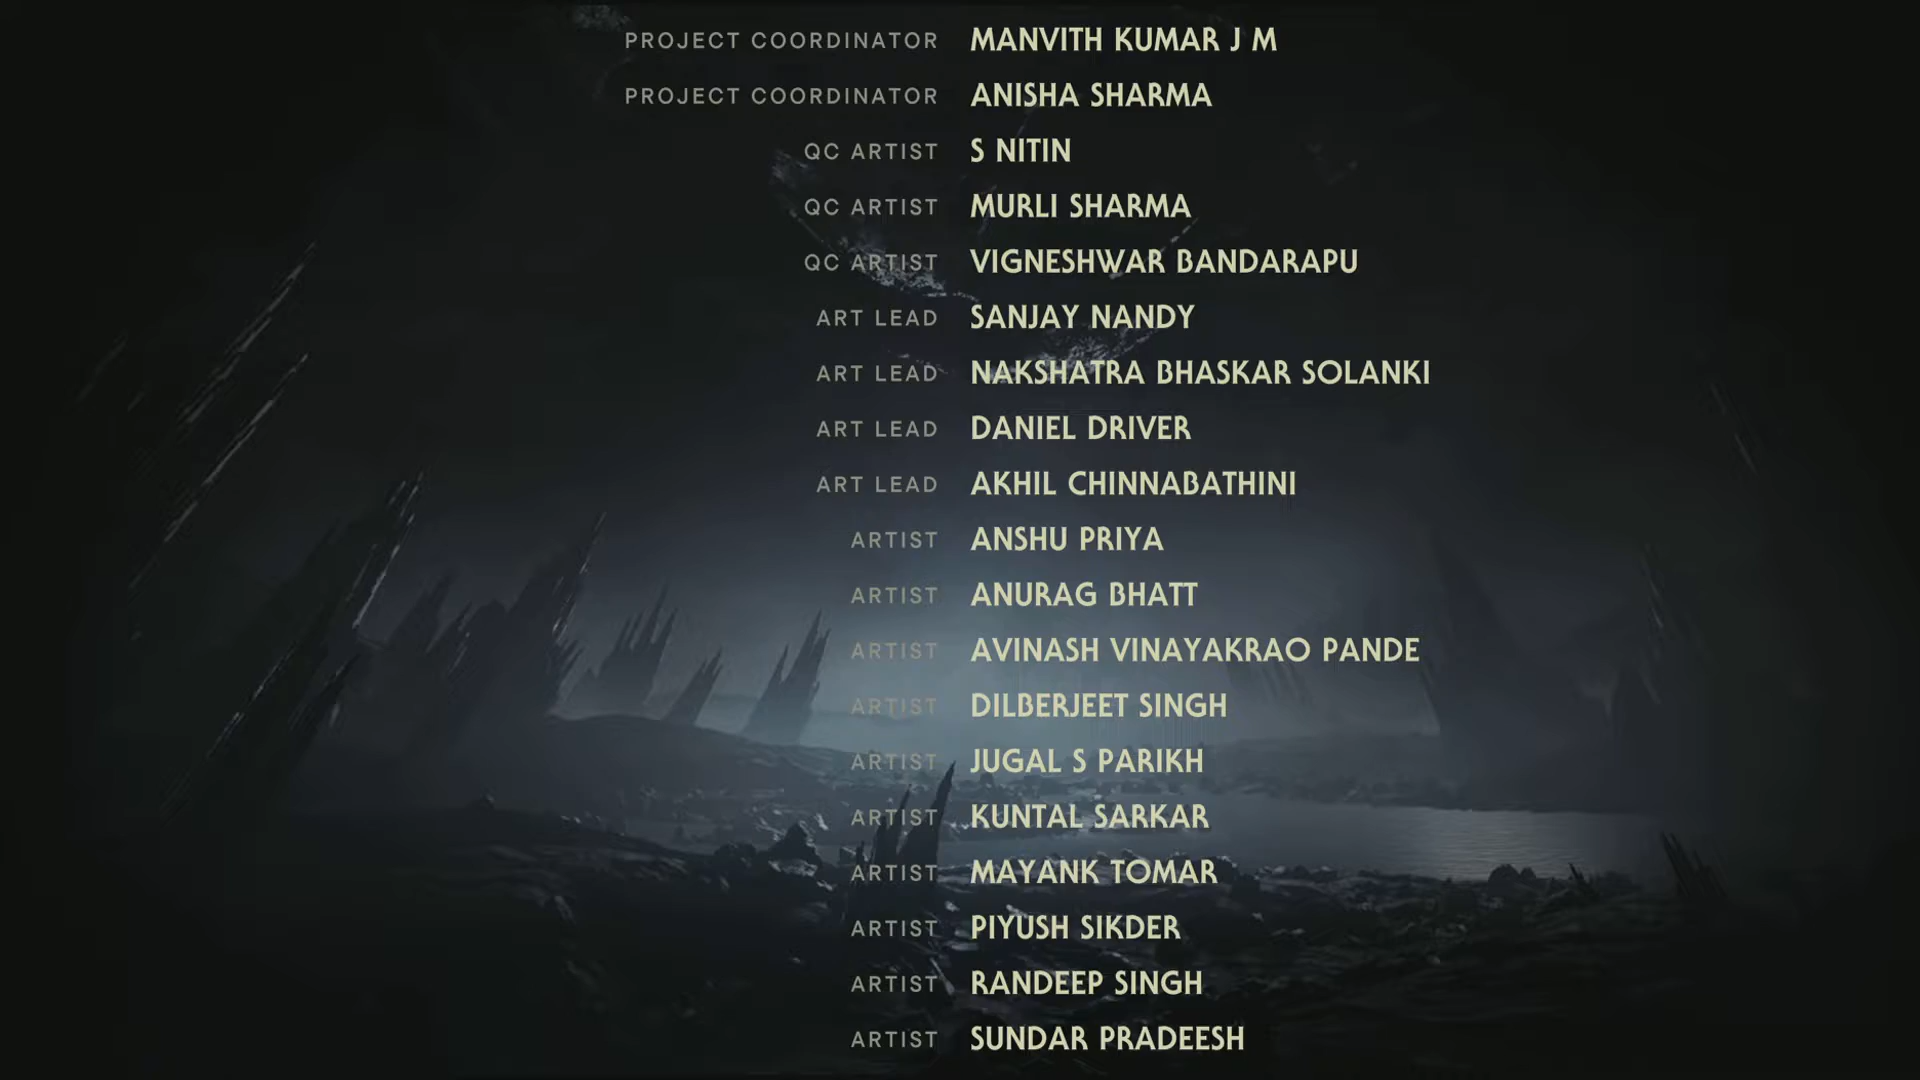 PROJECT COORDINATOR MANVITH KUMAR J M
PROJECT COORDINATOR ANISHA SHARMA
QC ARTIST S NITIN
QC ARTIST MURLI SHARMA
QC ARTIST VIGNESHWAR BANDARAPU
ART LEAD SANJAY NANDY
ART LEAD NAKSHATRA BHASKAR SOLANKI
ART LEAD DANIEL DRIVER
ART LEAD AKHIL CHINNABATHINI
ARTIST ANSHU PRIYA
ARTIST ANURAG BHATT
ARTIST AVINASH VINAYAKRAO PANDE
ARTIST DILBERJEET SINGH
ARTIST JUGAL S PARIKH
ARTIST KUNTAL SARKAR
ARTIST MAYANK TOMAR
ARTIST PIYUSH SIKDER
ARTIST RANDEEP SINGH
ARTIST SUNDAR PRADEESH